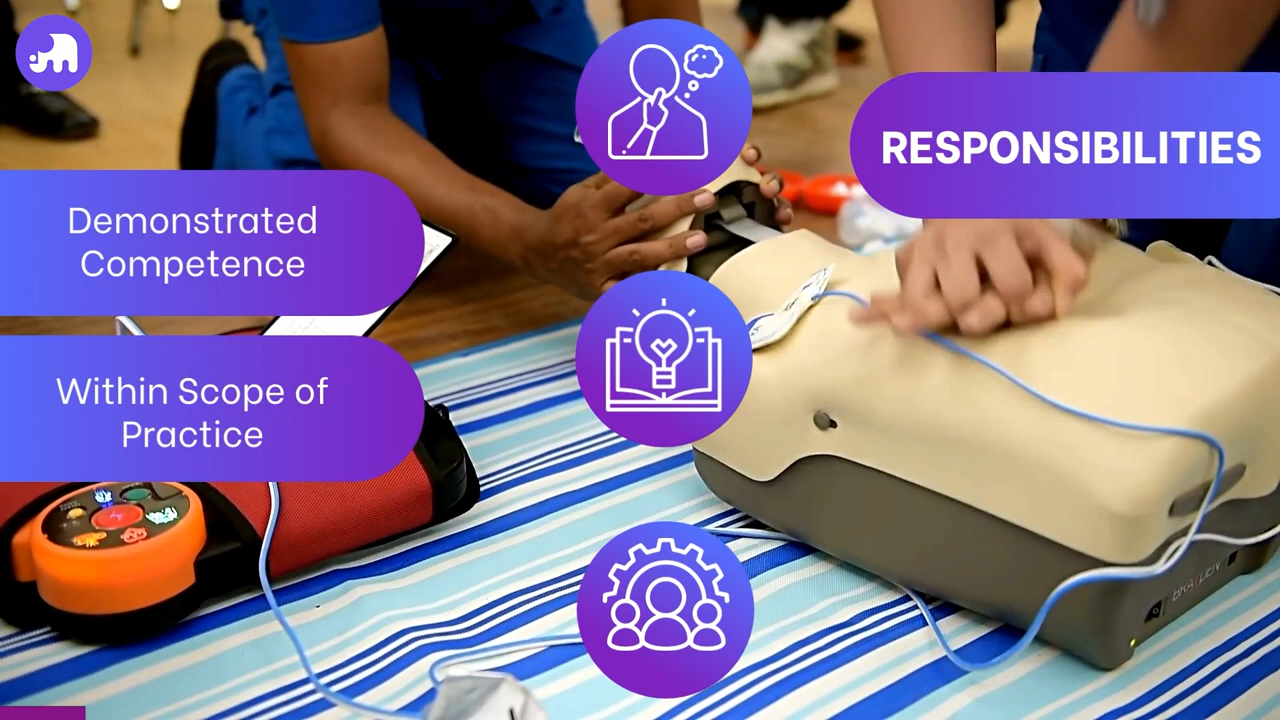 RESPONSIBILITIES
Demonstrated
Competence
Within Scope of
Practice